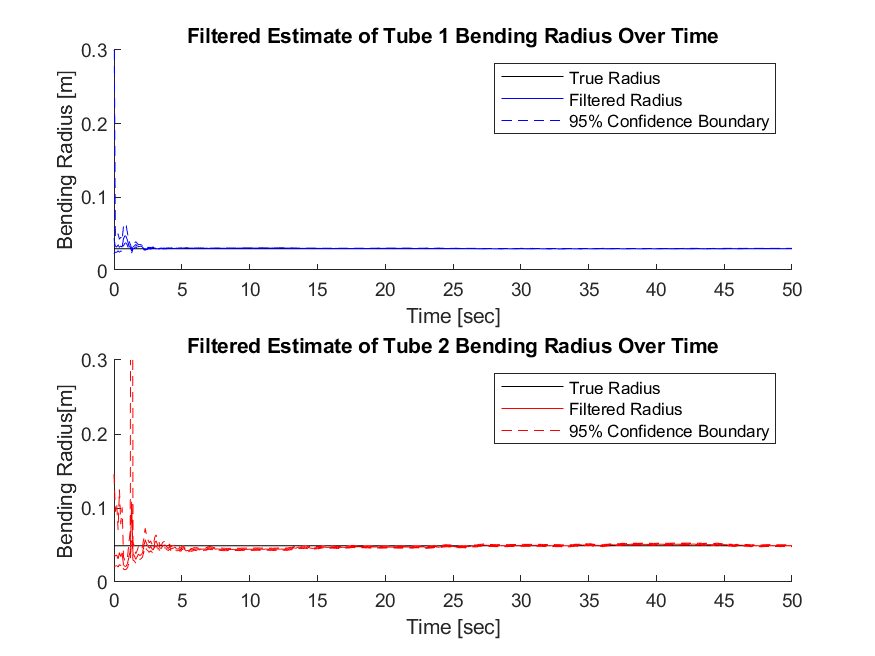 Filtered Estimate of Tube 1 Bending Radius Over Time
0.3
0.2
0.1
0
Bending Radius [m]
True Radius
Filtered Radius
95% Confidence Boundary
0 5 10 15 20 25 30 35 40 45 50
Time [sec]
Filtered Estimate of Tube 2 Bending Radius Over Time
0.3
0.2
0.1
0
Bending Radius[m]
True Radius
Filtered Radius
95% Confidence Boundary
0 5 10 15 20 25 30 35 40 45 50
Time [sec]